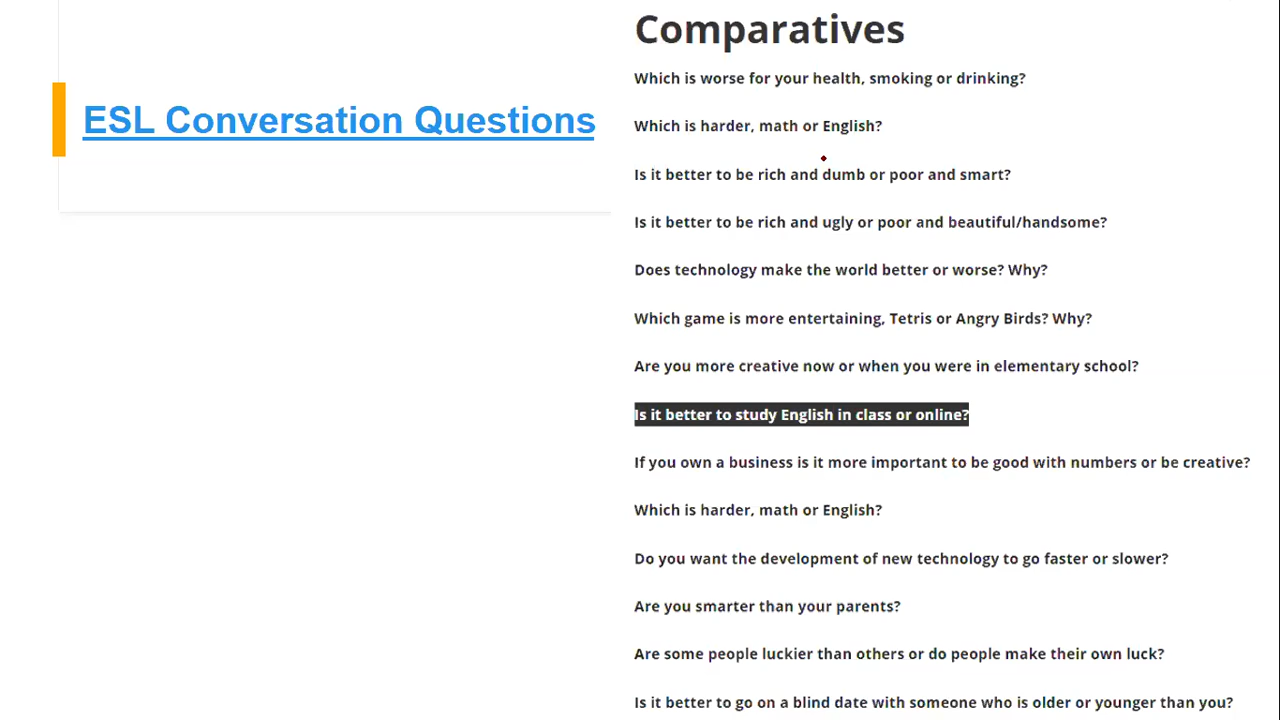 ESL Conversation Questions
Comparatives
Which is worse for your health, smoking or drinking?
Which is harder, math or English?
Is it better to be rich and dumb or poor and smart?
Is it better to be rich and ugly or poor and beautiful/handsome?
Does technology make the world better or worse? Why?
Which game is more entertaining, Tetris or Angry Birds? Why?
Are you more creative now or when you were in elementary school?
Is it better to study English in class or online?
If you own a business is it more important to be good with numbers or be creative?
Which is harder, math or English?
Do you want the development of new technology to go faster or slower?
Are you smarter than your parents?
Are some people luckier than others or do people make their own luck?
Is it better to go on a blind date with someone who is older or younger than you?